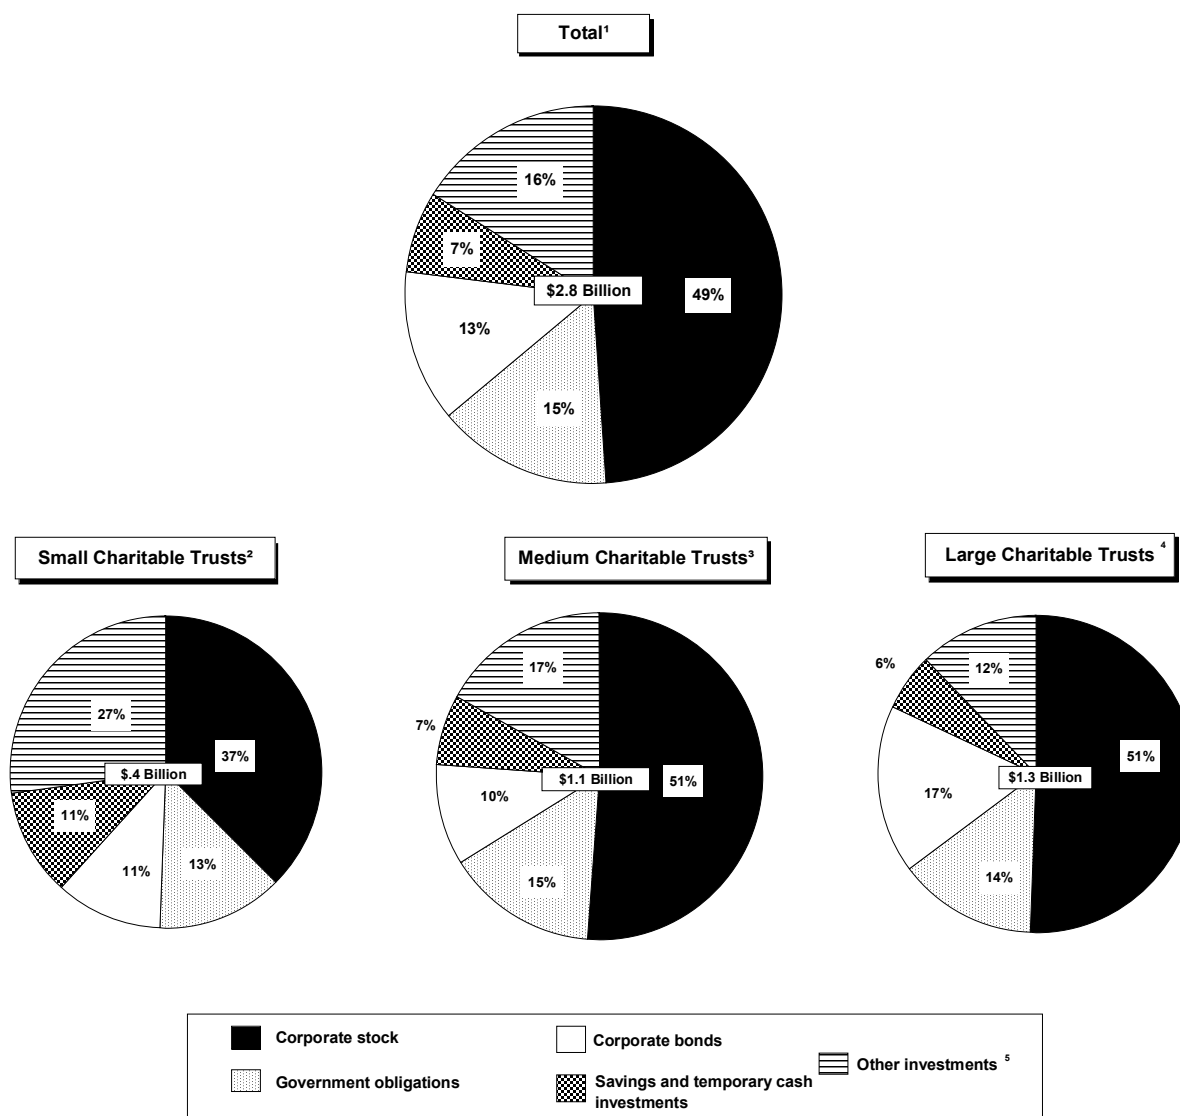 Total¹
16%
7%
$2.8 Billion
49%
13%
15%
Small Charitable Trusts²
Medium Charitable Trusts³
Large Charitable Trusts ⁴
27%
37%
$.4 Billion
11%
11%
13%
17%
7%
$1.1 Billion
51%
10%
15%
6%
12%
51%
$1.3 Billion
17%
14%
Corporate stock
Corporate bonds
Other investments ⁵
Government obligations
Savings and temporary cash
investments